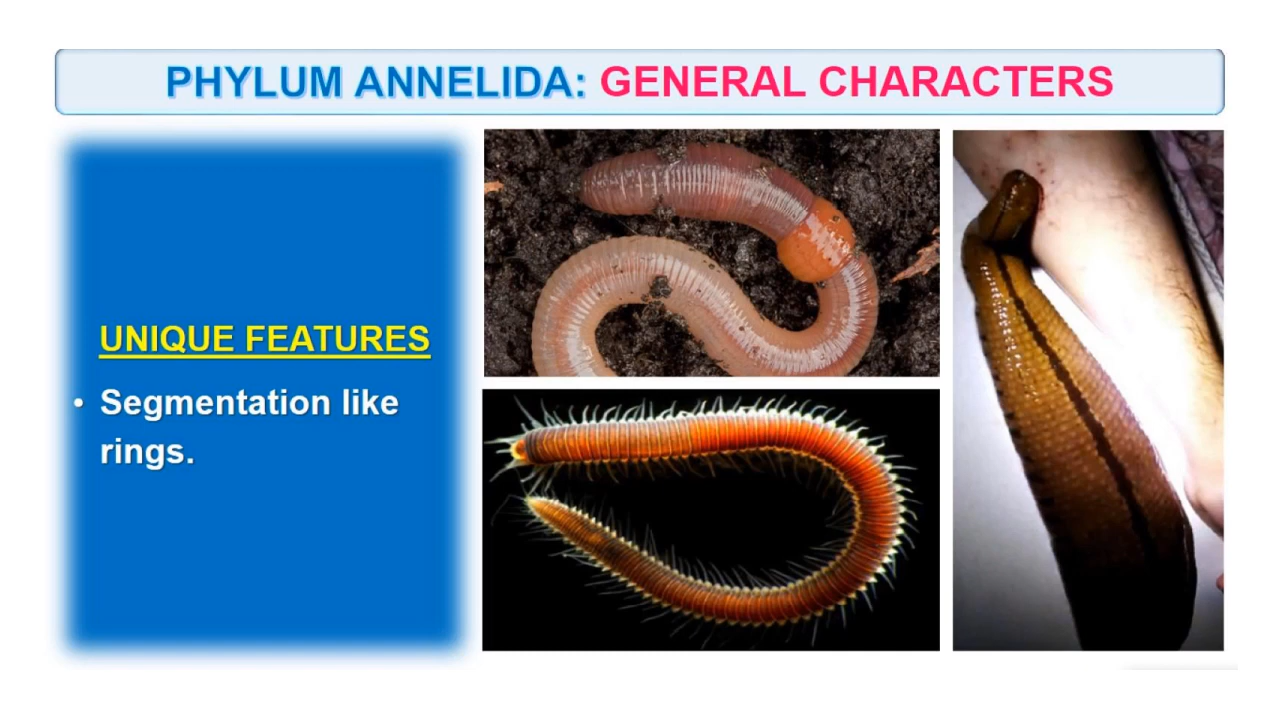 PHYLUM ANNELIDA: GENERAL CHARACTERS
UNIQUE FEATURES
• Segmentation like
rings.